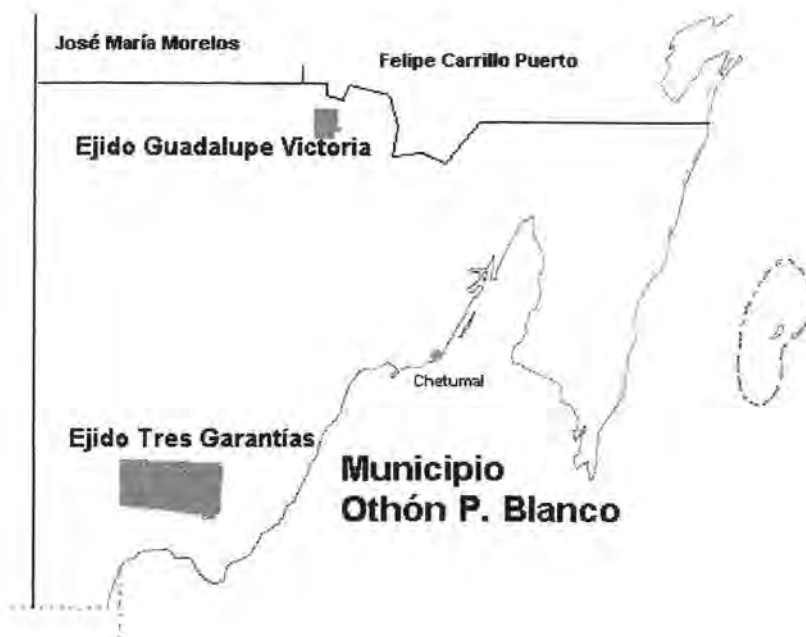 José María Morelos
Felipe Carrillo Puerto
Ejido Guadalupe Victoria
Chetumal
Ejido Tres Garantías
Municipio
Othón P. Blanco